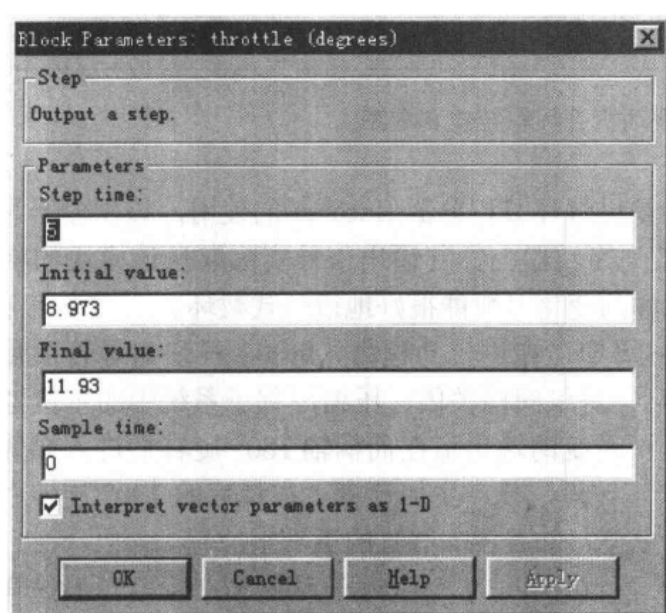 Block Parameters: throttle (degrees)
Step
Output a step.
Parameters
Step time:
5
Initial value:
8.973
Final value:
11.93
Sample time:
0
Interpret vector parameters as 1-D
OK Cancel Help Apply